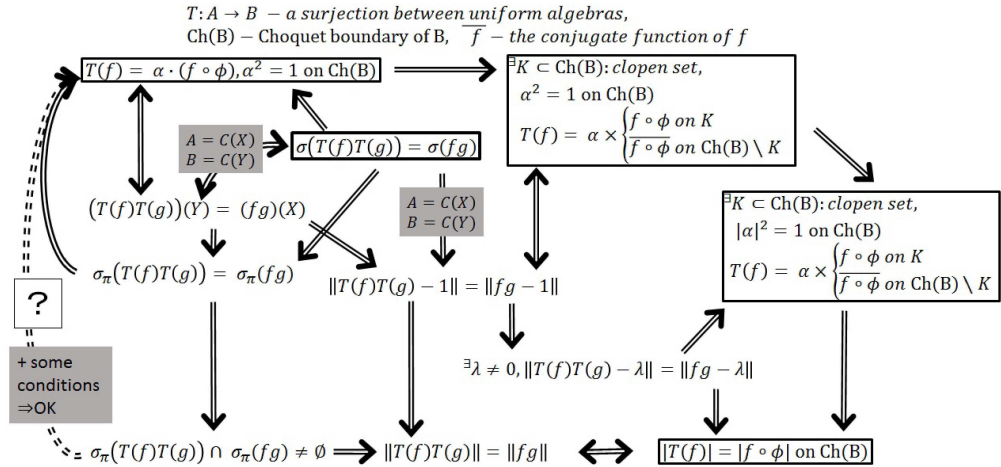 T: A → B − a surjection between uniform algebras,
Ch(B) − Choquet boundary of B, f̅ − the conjugate function of f
T(f) = α · (f ∘ ϕ), α² = 1 on Ch(B)
∃K ⊂ Ch(B): clopen set,
α² = 1 on Ch(B)
T(f) = α × { f ∘ ϕ on K
f̅ ∘ ϕ̅ on Ch(B) \ K
A = C(X)
B = C(Y)
σ(T(f)T(g)) = σ(fg)
A = C(X)
B = C(Y)
∃K ⊂ Ch(B): clopen set,
|α|² = 1 on Ch(B)
T(f) = α × { f ∘ ϕ on K
f̅ ∘ ϕ̅ on Ch(B) \ K
(T(f)T(g))(Y) = (fg)(X)
σπ(T(f)T(g)) = σπ(fg)
‖T(f)T(g) − 1‖ = ‖fg − 1‖
?
+ some
conditions
⇒OK
∃λ ≠ 0, ‖T(f)T(g) − λ‖ = ‖fg − λ‖
σπ(T(f)T(g)) ∩ σπ(fg) ≠ ∅
‖T(f)T(g)‖ = ‖fg‖
|T(f)| = |f ∘ ϕ| on Ch(B)